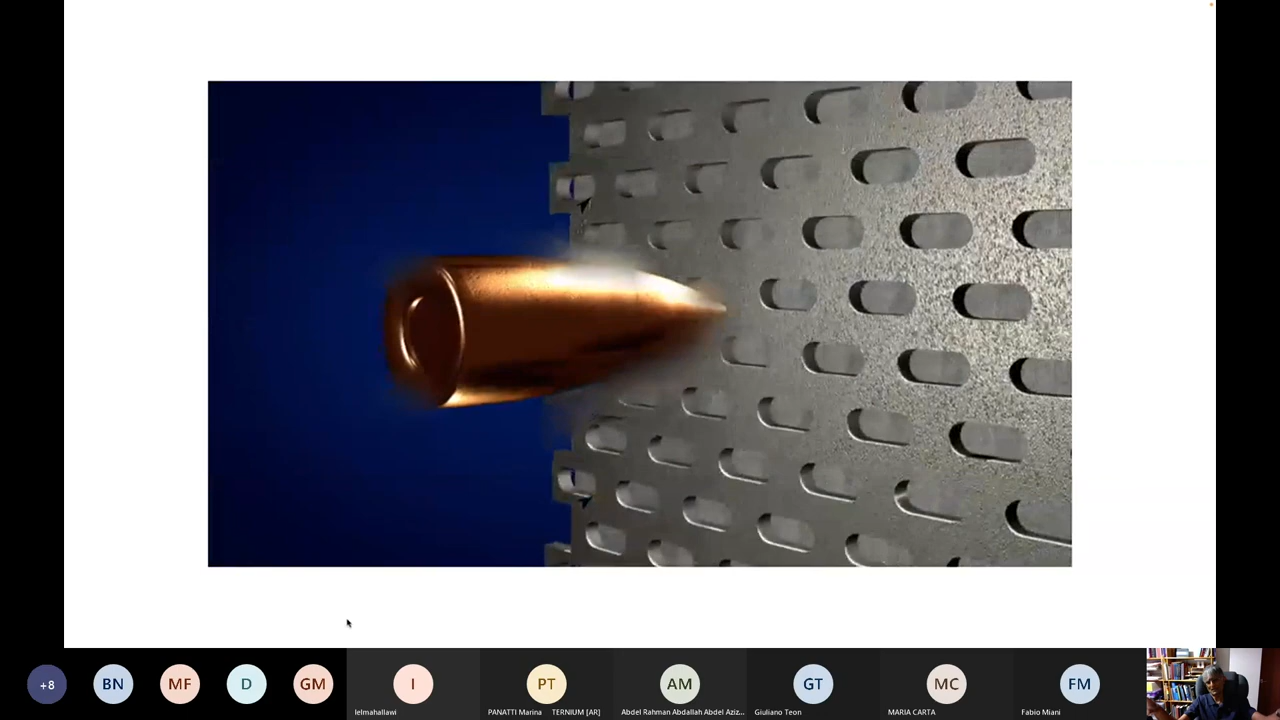 +8
BN
MF
D
GM
I
PT
AM
GT
MC
FM
lelmahallawi
PANATTI Marina TERNIUM [AR]
Abdel Rahman Abdallah Abdel Aziz...
Giuliano Teon
MARIA CARTA
Fabio Miani